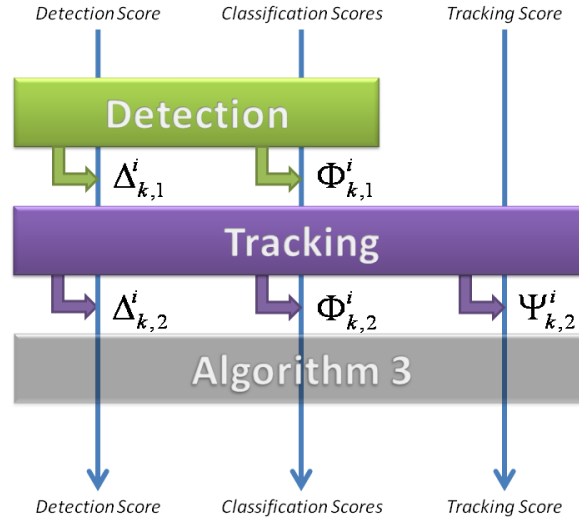 Detection Score Classification Scores Tracking Score
Detection
Δ^i_{k,1} Φ^i_{k,1}
Tracking
Δ^i_{k,2} Φ^i_{k,2} Ψ^i_{k,2}
Algorithm 3
Detection Score Classification Scores Tracking Score